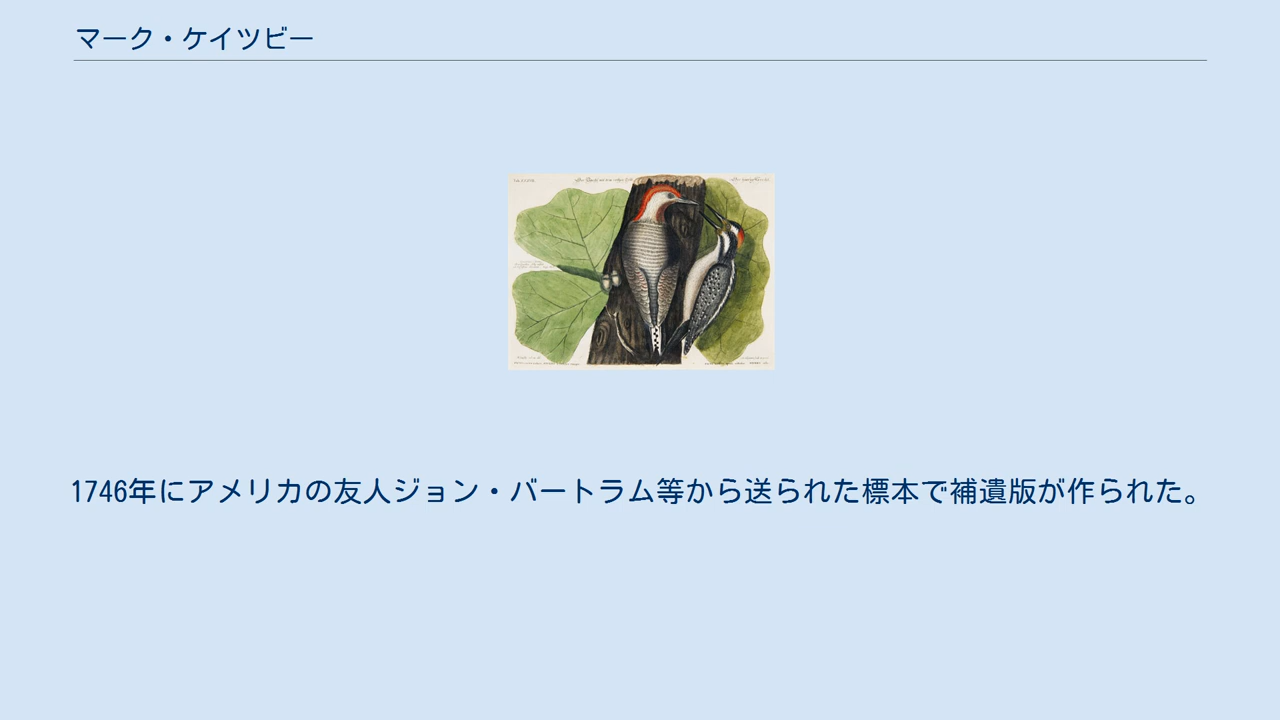 マーク・ケイツビー
1746年にアメリカの友人ジョン・バートラム等から送られた標本で補遺版が作られた。